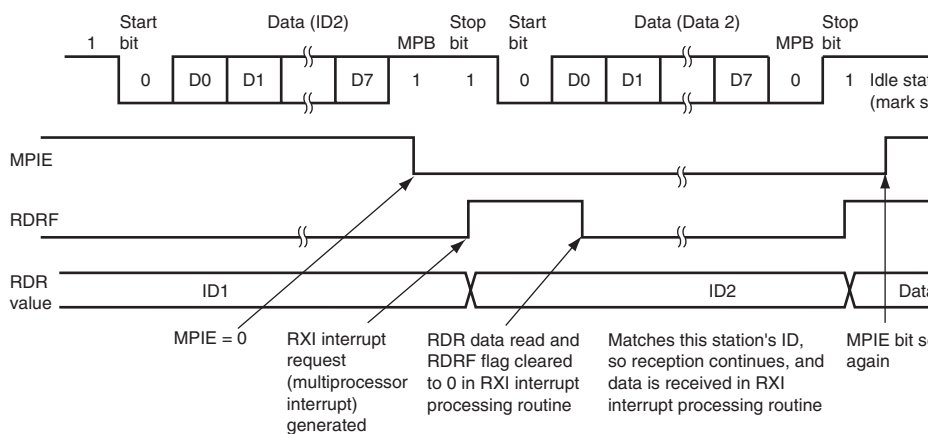 Start bit
Data (ID2)
Stop bit
Start bit
Data (Data 2)
Stop bit
1
MPB
MPB
0 D0 D1 D7 1 1 0 D0 D1 D7 0 1 Idle
MPIE
RDRF
RDR value
ID1
ID2
MPIE = 0
RXI interrupt
request
(multiprocessor
interrupt)
generated
RDR data read and
RDRF flag cleared
to 0 in RXI interrupt
processing routine
Matches this station's ID,
so reception continues, and
data is received in RXI
interrupt processing routine
MPIE bit
again